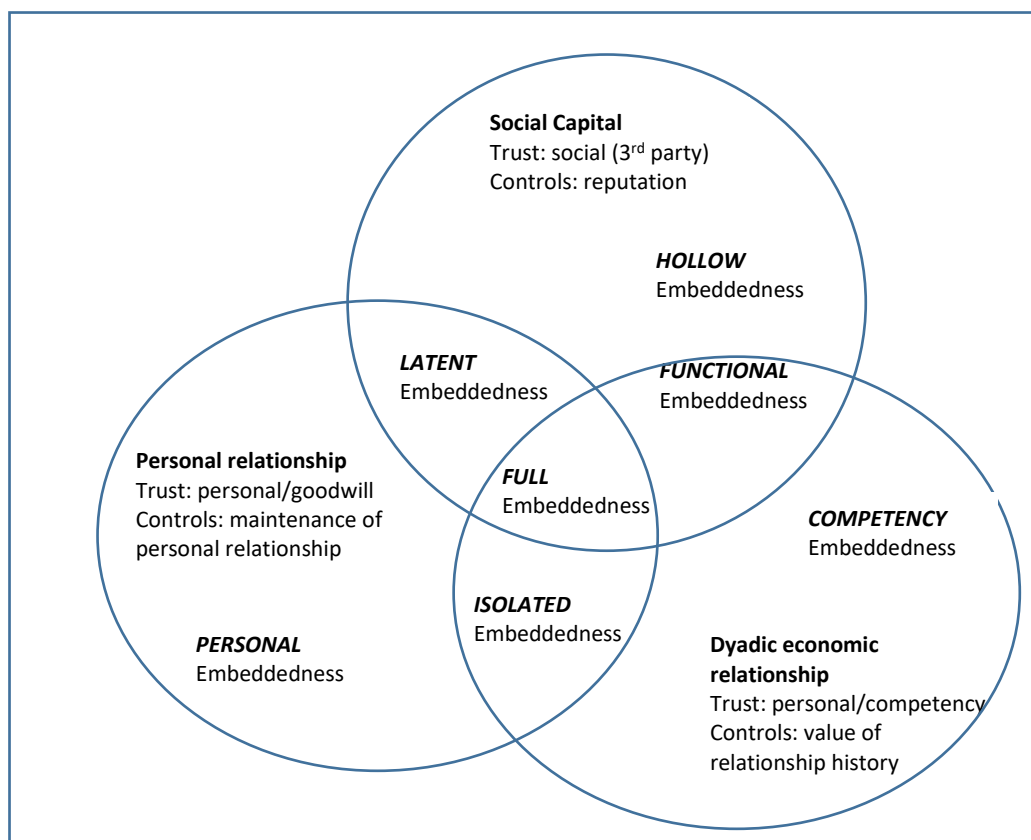 Social Capital
Trust: social (3rd party)
Controls: reputation
HOLLOW
Embeddedness
LATENT
Embeddedness
FUNCTIONAL
Embeddedness
Personal relationship
Trust: personal/goodwill
Controls: maintenance of
personal relationship
FULL
Embeddedness
COMPETENCY
Embeddedness
ISOLATED
Embeddedness
PERSONAL
Embeddedness
Dyadic economic
relationship
Trust: personal/competency
Controls: value of
relationship history